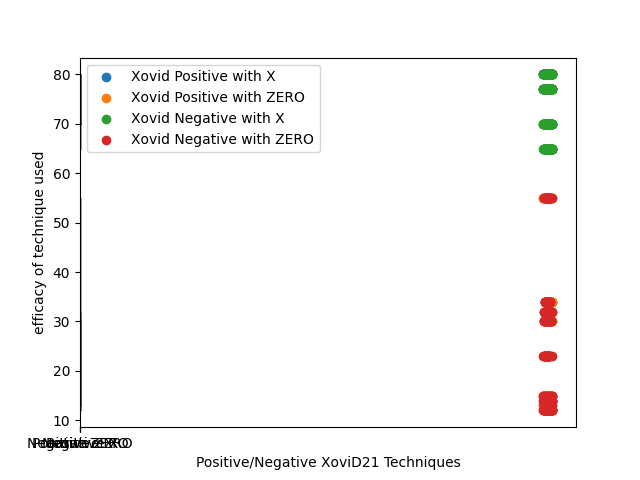 80
70
60
50
40
30
20
10
efficacy of technique used
Xovid Positive with X
Xovid Positive with ZERO
Xovid Negative with X
Xovid Negative with ZERO
Positive/Negative XoviD21 Techniques